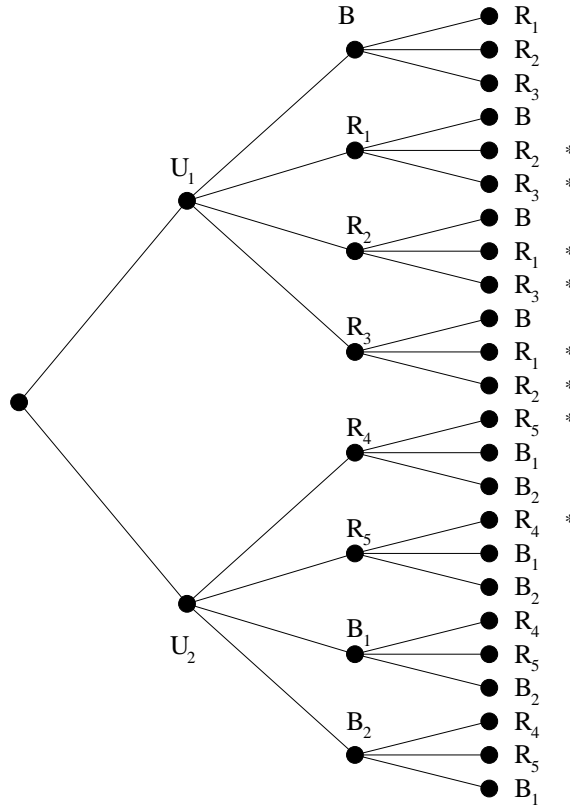 B
R₁
R₂
R₃
U₁
R₁
B
R₂ *
R₃ *
R₂
B
R₁ *
R₃ *
R₃
B
R₁ *
R₂ *
R₄
R₅ *
B₁
B₂
R₅
R₄ *
B₁
B₂
U₂
B₁
R₄
R₅
B₂
B₂
R₄
R₅
B₁